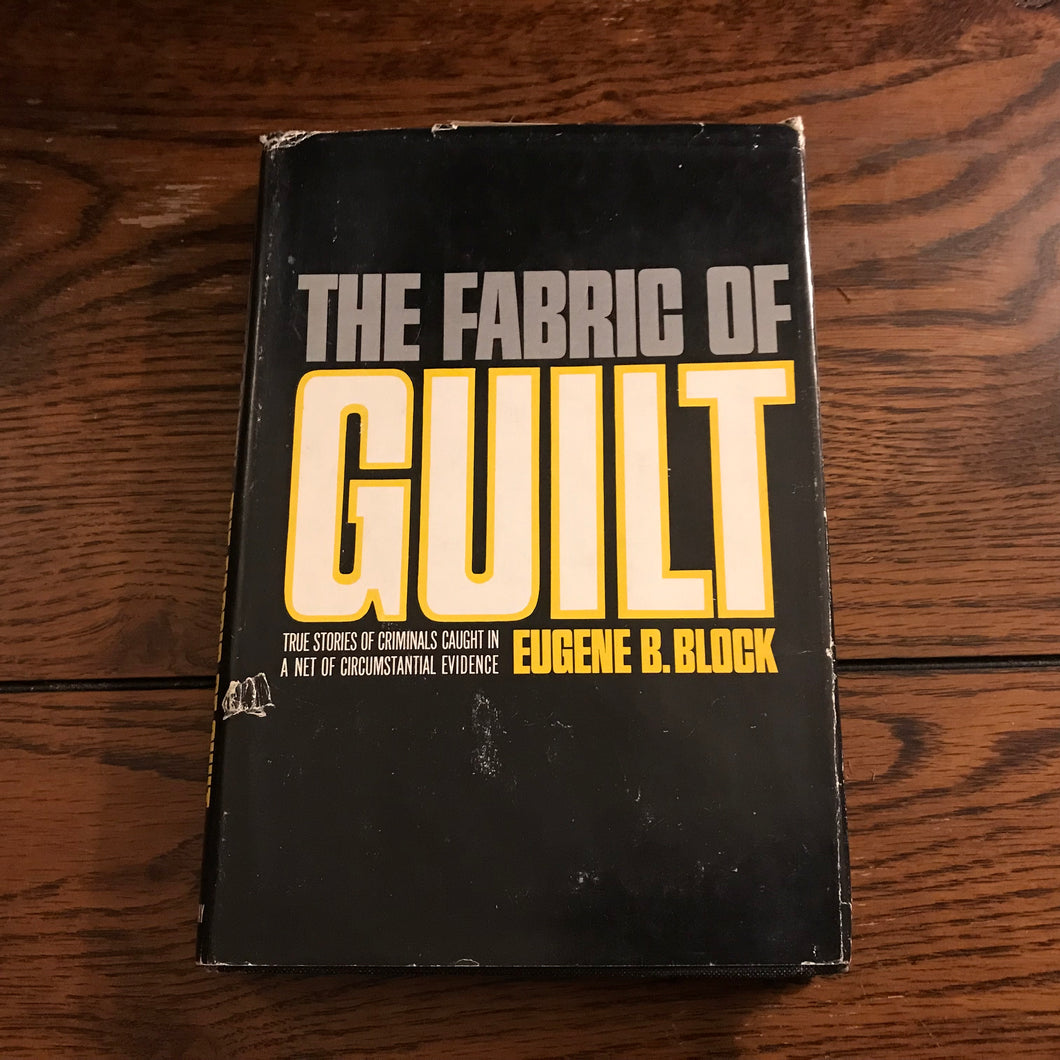 THE FABRIC OF
GUILT
TRUE STORIES OF CRIMINALS CAUGHT IN
A NET OF CIRCUMSTANTIAL EVIDENCE
EUGENE B. BLOCK